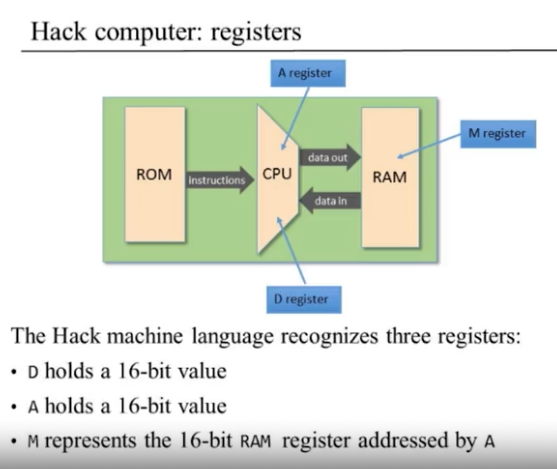 Hack computer: registers
A register
M register
ROM
instructions
CPU
data out
data in
RAM
D register
The Hack machine language recognizes three registers:
• D holds a 16-bit value
• A holds a 16-bit value
• M represents the 16-bit RAM register addressed by A